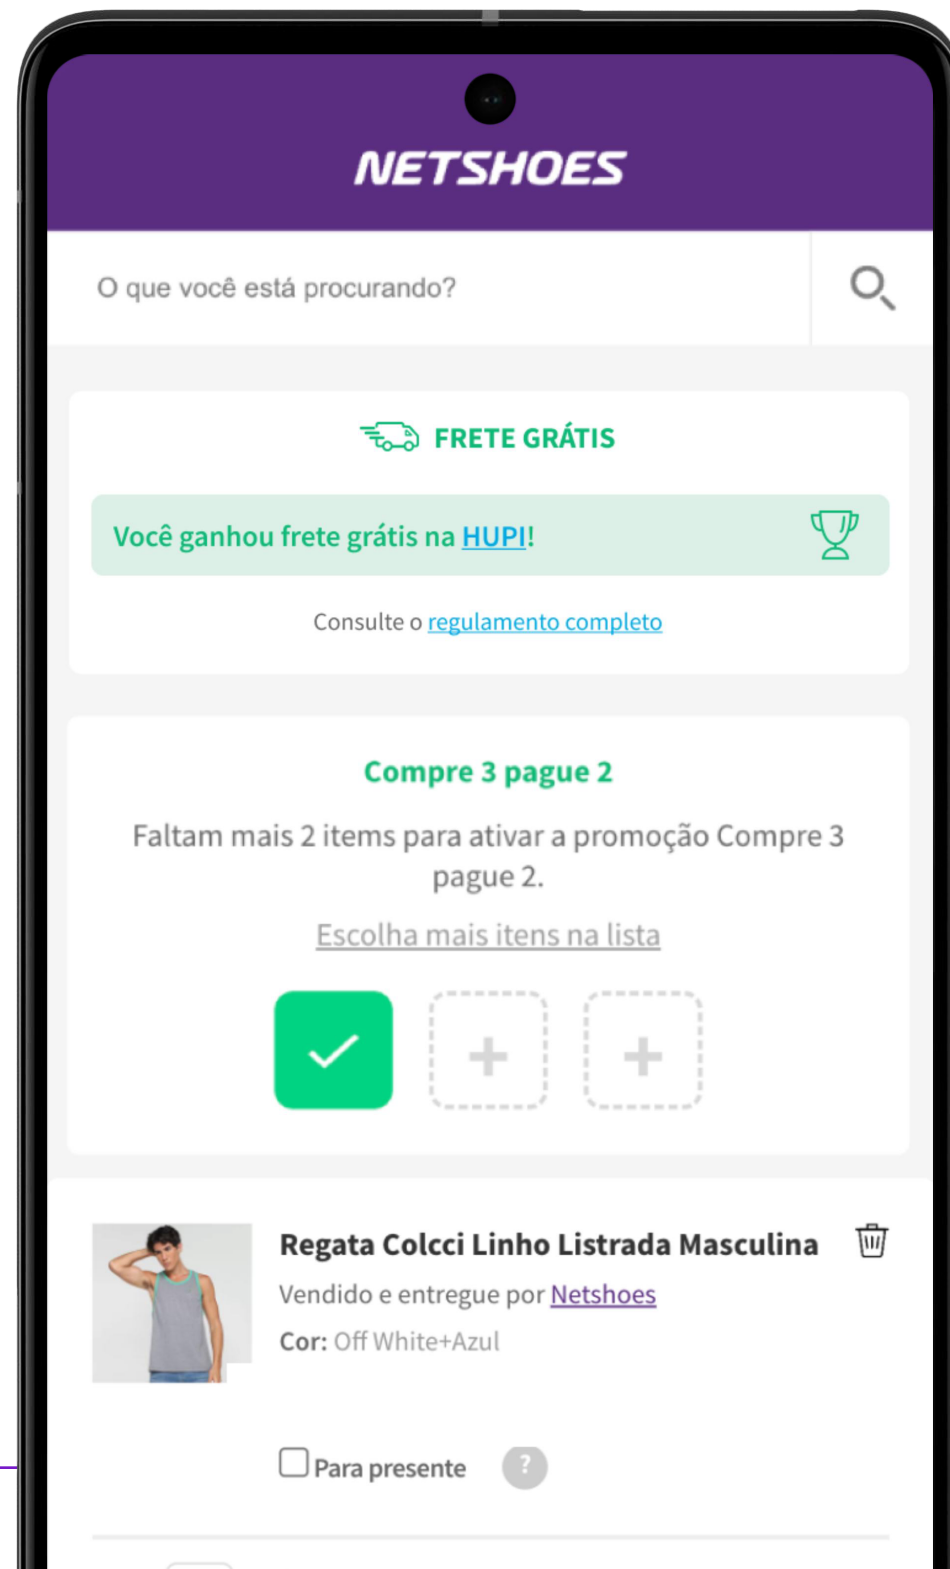 NETSHOES
O que você está procurando?
FRETE GRÁTIS
Você ganhou frete grátis na HUPI!
Consulte o regulamento completo
Compre 3 pague 2
Faltam mais 2 items para ativar a promoção Compre 3
pague 2.
Escolha mais itens na lista
Regata Colcci Linho Listrada Masculina
Vendido e entregue por Netshoes
Cor: Off White+Azul
Para presente ?